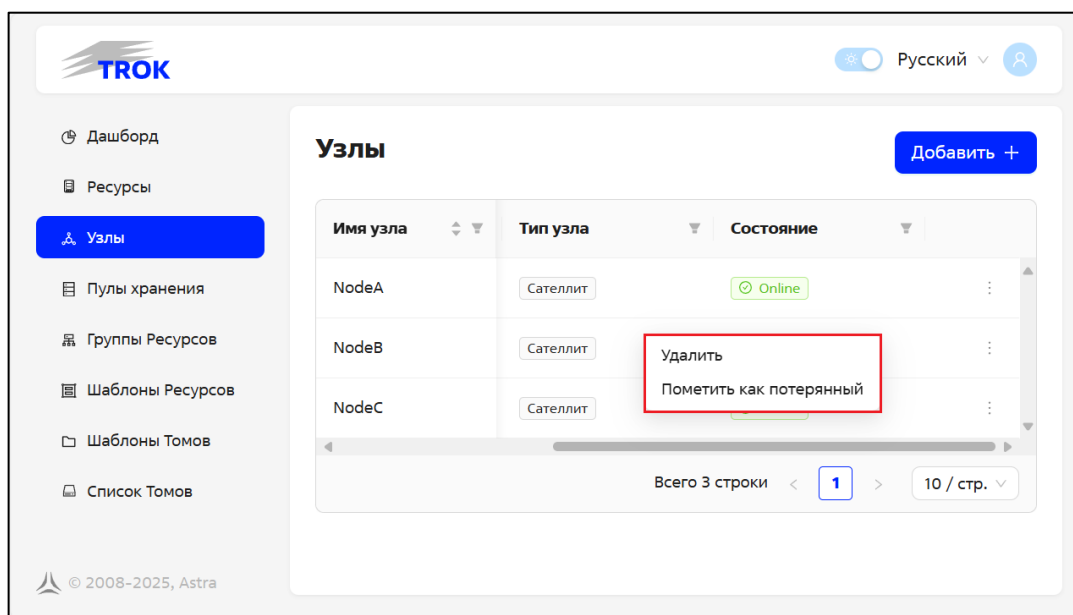 TROK
Русский
Дашборд
Ресурсы
Узлы
Пулы хранения
Группы Ресурсов
Шаблоны Ресурсов
Шаблоны Томов
Список Томов
© 2008-2025, Astra
Узлы
Добавить +
Имя узла Тип узла Состояние
NodeA Сателлит Online
NodeB Сателлит
Удалить
Пометить как потерянный
NodeC Сателлит
Всего 3 строки < 1 > 10 / стр.